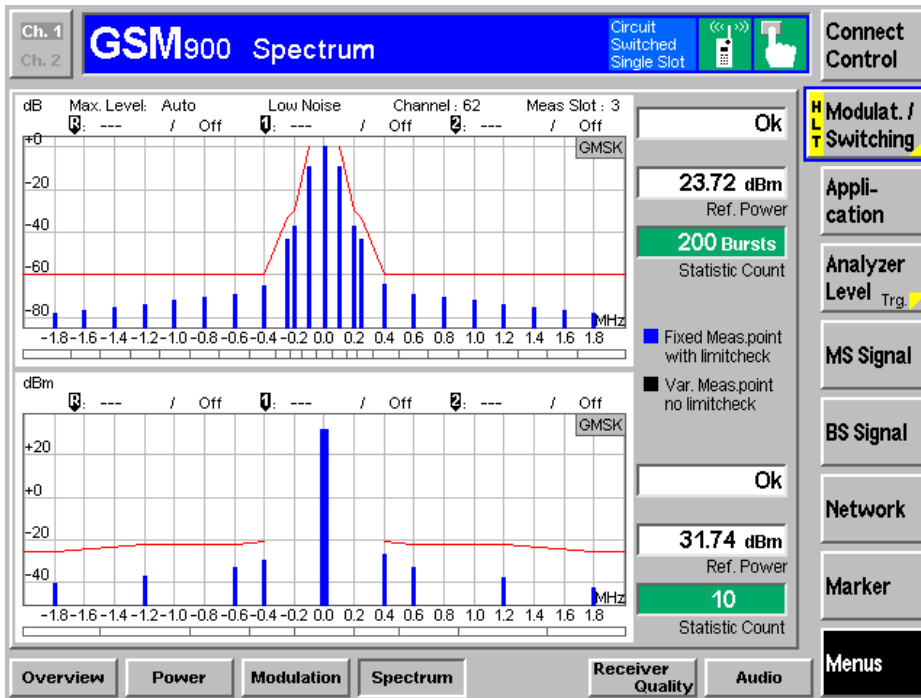 Ch. 1
Ch. 2
GSM900 Spectrum
Circuit
Switched
Single Slot
Connect
Control
dB Max. Level: Auto Low Noise Channel : 62 Meas Slot : 3
R: --- / Off 1: --- / Off 2: --- / Off
GMSK
+0
-20
-40
-60
-80
MHz
-1.8 -1.6 -1.4 -1.2 -1.0 -0.8 -0.6 -0.4 -0.2 0.0 0.2 0.4 0.6 0.8 1.0 1.2 1.4 1.6 1.8
Ok
23.72 dBm
Ref. Power
200 Bursts
Statistic Count
Fixed Meas.point
with limitcheck
Var. Meas.point
no limitcheck
dBm
R: --- / Off 1: --- / Off 2: --- / Off
GMSK
+20
+0
-20
-40
MHz
-1.8 -1.6 -1.4 -1.2 -1.0 -0.8 -0.6 -0.4 -0.2 0.0 0.2 0.4 0.6 0.8 1.0 1.2 1.4 1.6 1.8
Ok
31.74 dBm
Ref. Power
10
Statistic Count
H
L
T
Modulat. /
Switching
Appli-
cation
Analyzer
Level Trg.
MS Signal
BS Signal
Network
Marker
Menus
Overview
Power
Modulation
Spectrum
Receiver
Quality
Audio